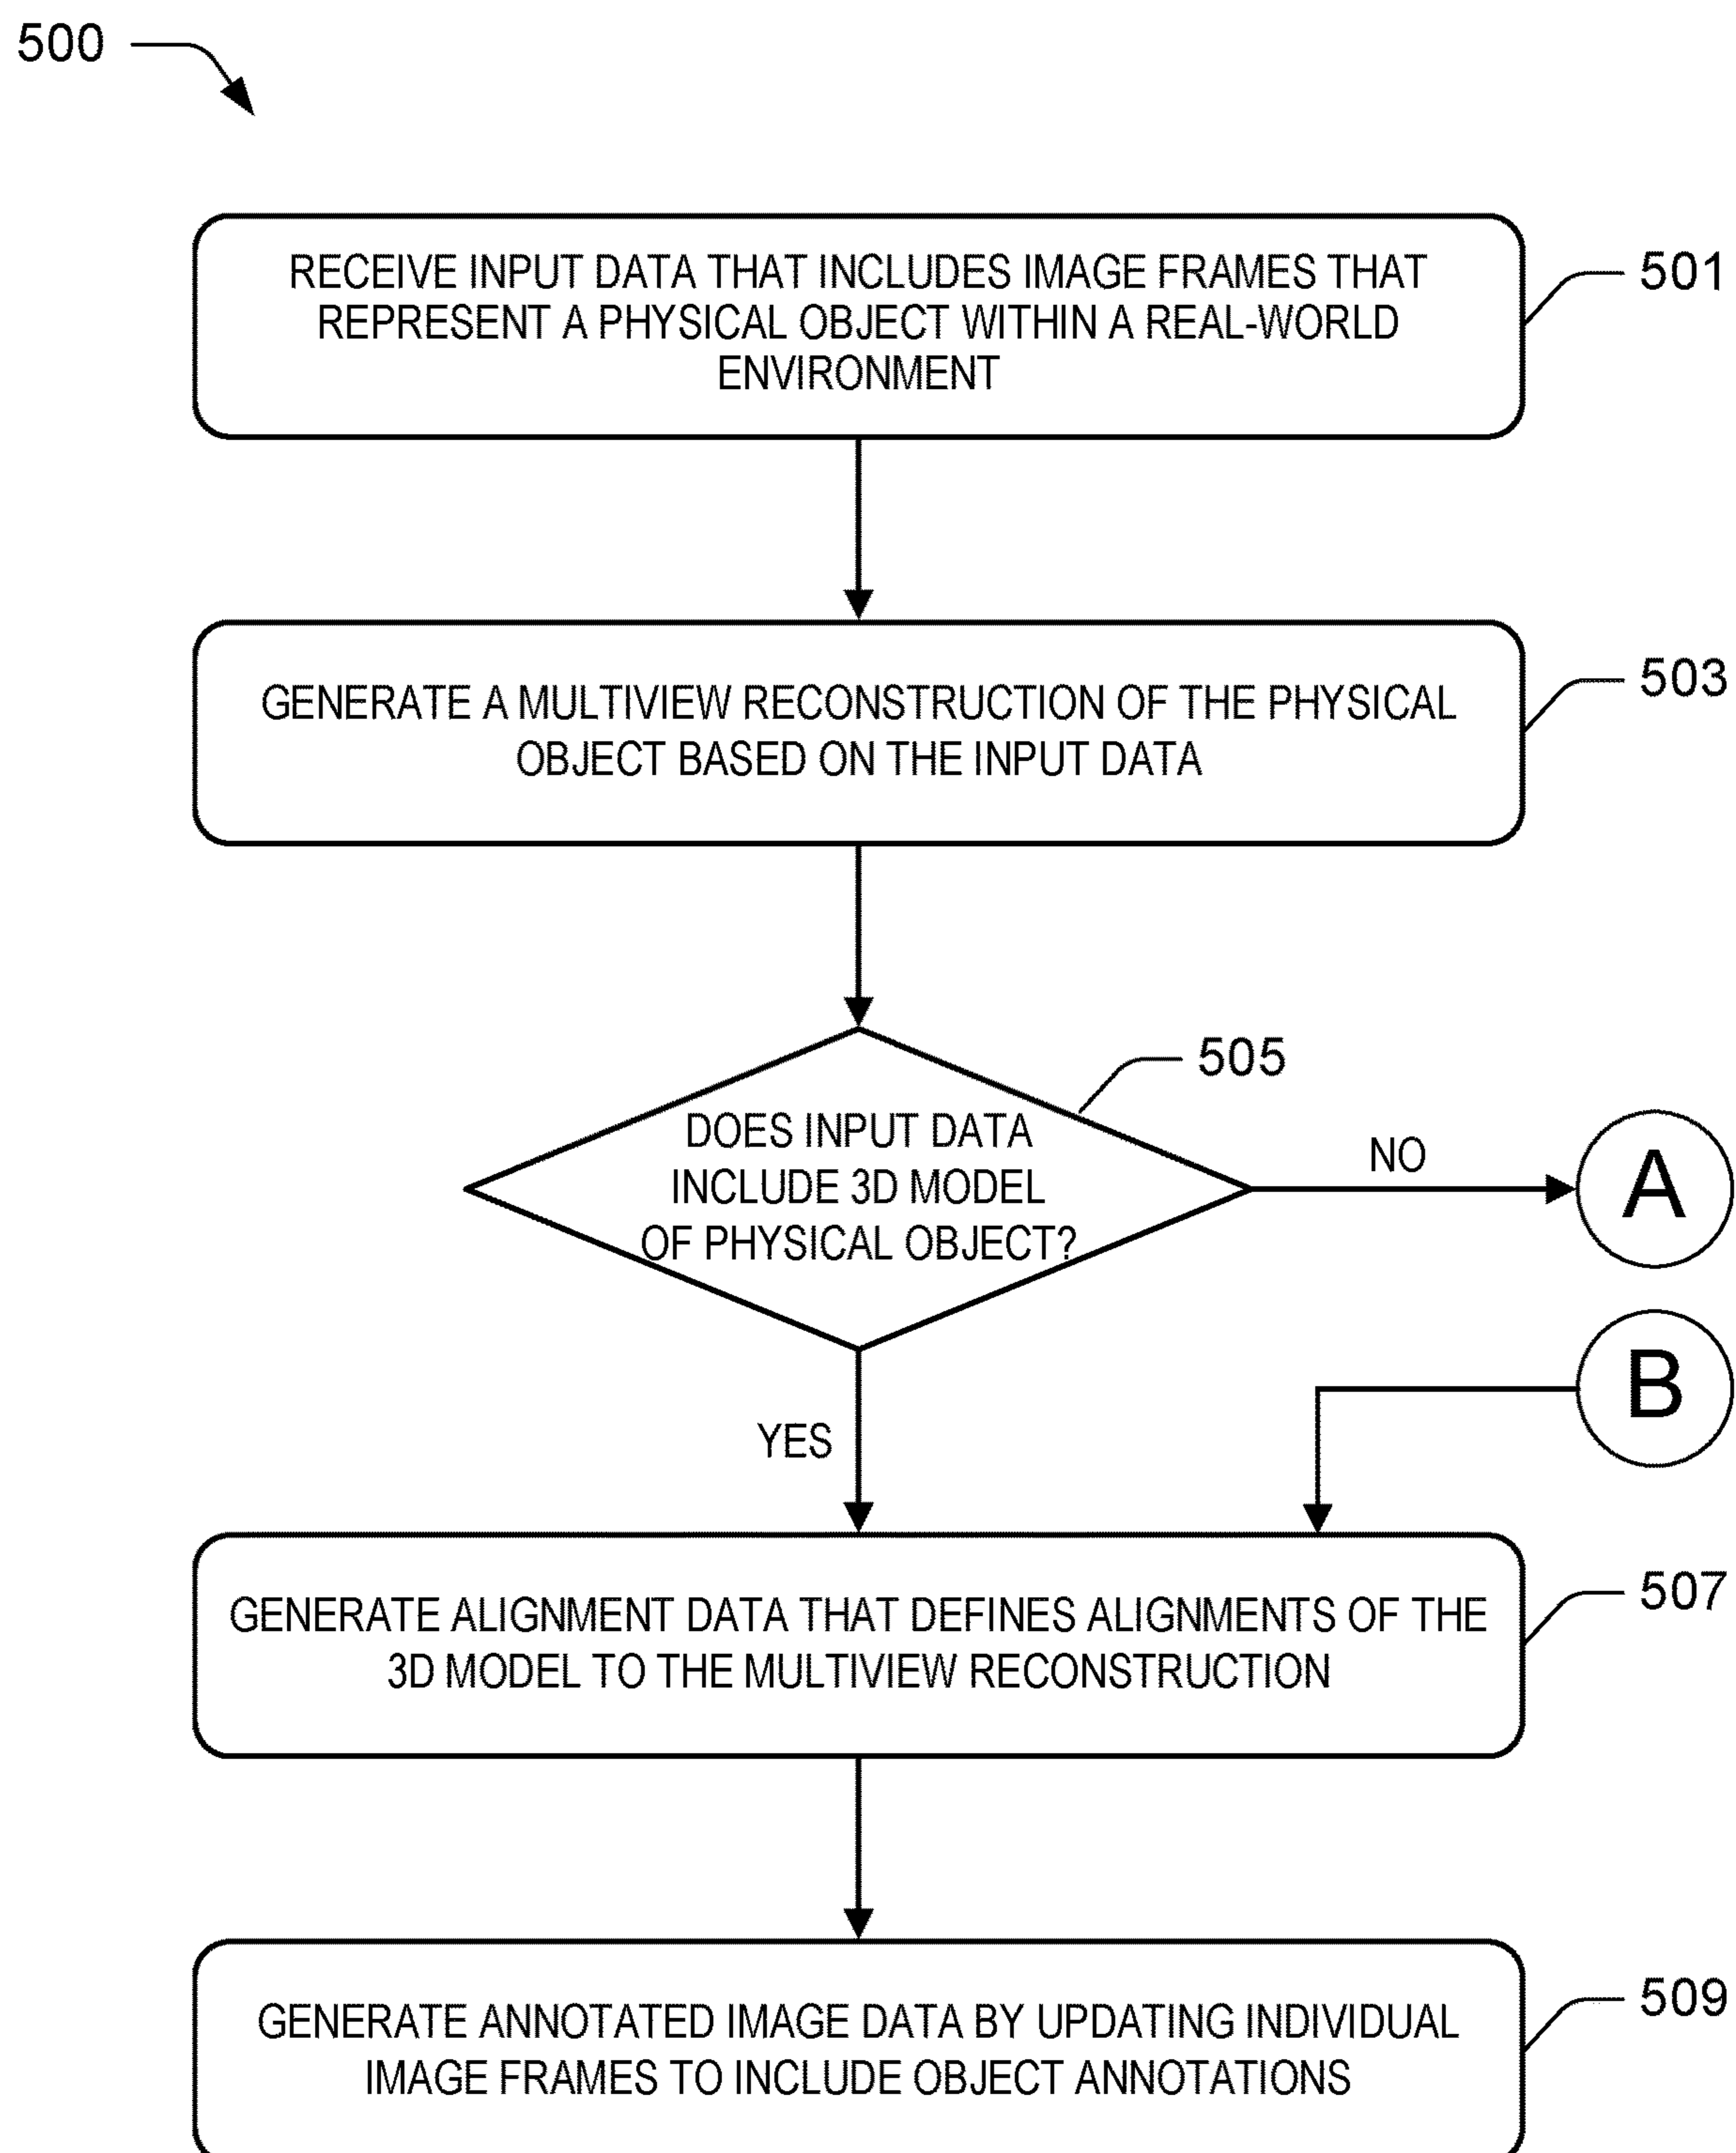 500
RECEIVE INPUT DATA THAT INCLUDES IMAGE FRAMES THAT
REPRESENT A PHYSICAL OBJECT WITHIN A REAL-WORLD
ENVIRONMENT
501
GENERATE A MULTIVIEW RECONSTRUCTION OF THE PHYSICAL
OBJECT BASED ON THE INPUT DATA
503
505
DOES INPUT DATA
INCLUDE 3D MODEL
OF PHYSICAL OBJECT?
NO
A
B
YES
GENERATE ALIGNMENT DATA THAT DEFINES ALIGNMENTS OF THE
3D MODEL TO THE MULTIVIEW RECONSTRUCTION
507
GENERATE ANNOTATED IMAGE DATA BY UPDATING INDIVIDUAL
IMAGE FRAMES TO INCLUDE OBJECT ANNOTATIONS
509